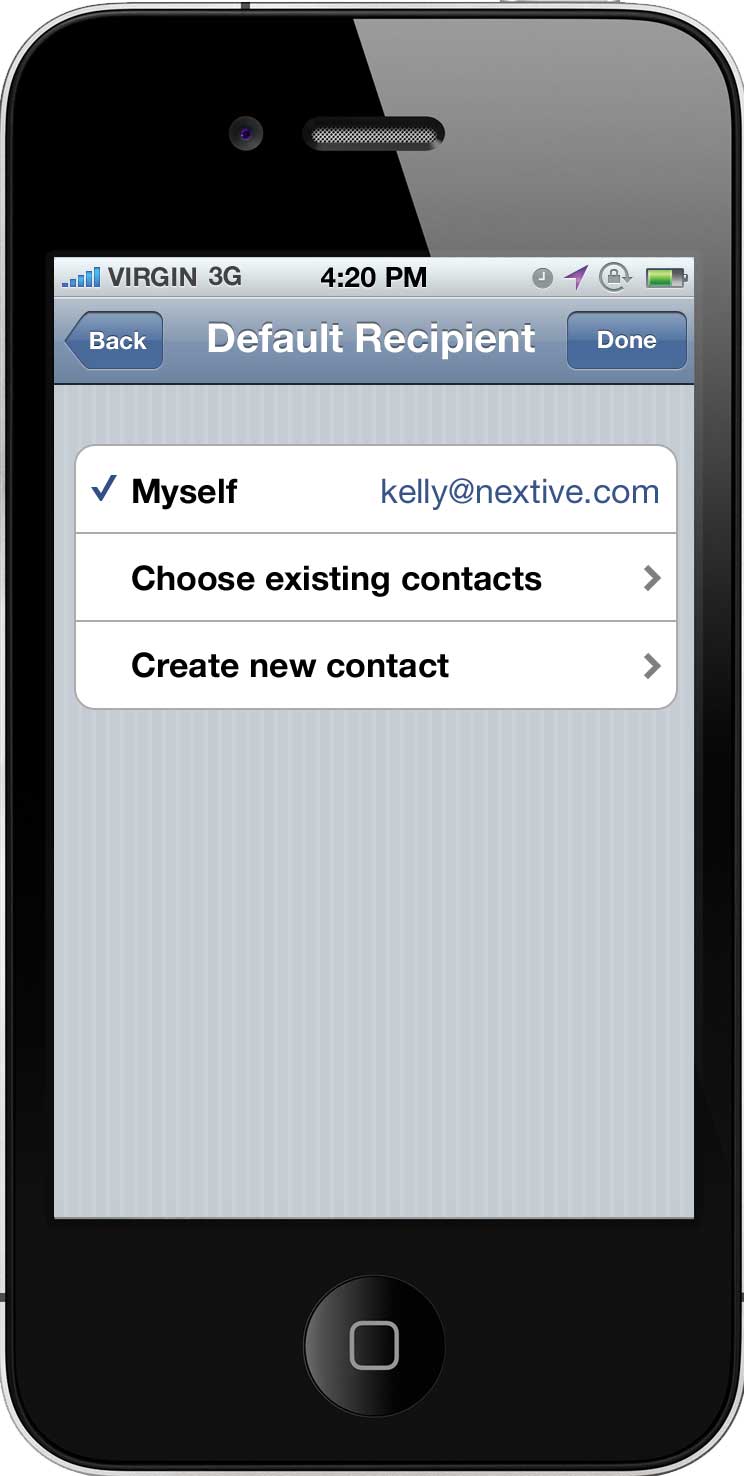 VIRGIN 3G 4:20 PM
Back Default Recipient Done
Myself kelly@nextive.com
Choose existing contacts
Create new contact